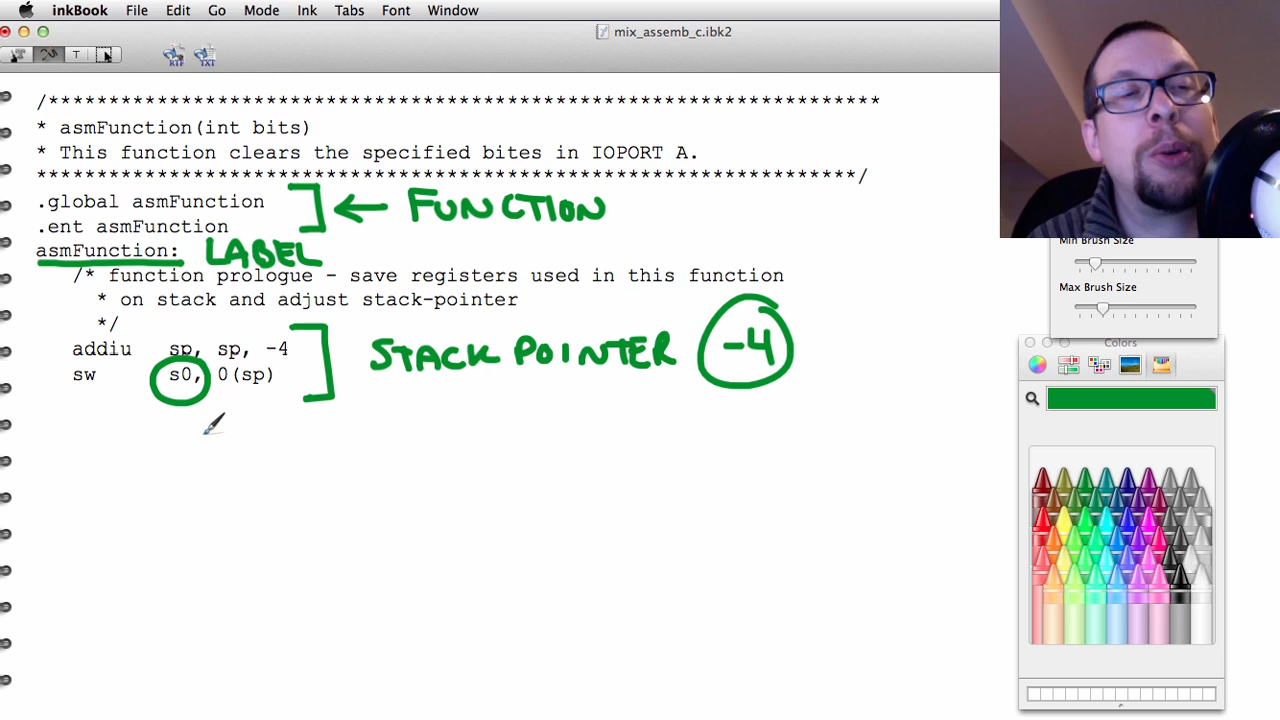 inkBook File Edit Go Mode Ink Tabs Font Window
mix_assemb_c.ibk2
T RTF TXT
/*********************************************************************
* asmFunction(int bits)
* This function clears the specified bites in IOPORT A.
********************************************************************/
.global asmFunction
.ent asmFunction
← FUNCTION
asmFunction: LABEL
/* function prologue - save registers used in this function
* on stack and adjust stack-pointer
*/
addiu sp, sp, -4
sw s0, 0(sp)
STACK POINTER -4
Min Brush Size
Max Brush Size
Colors